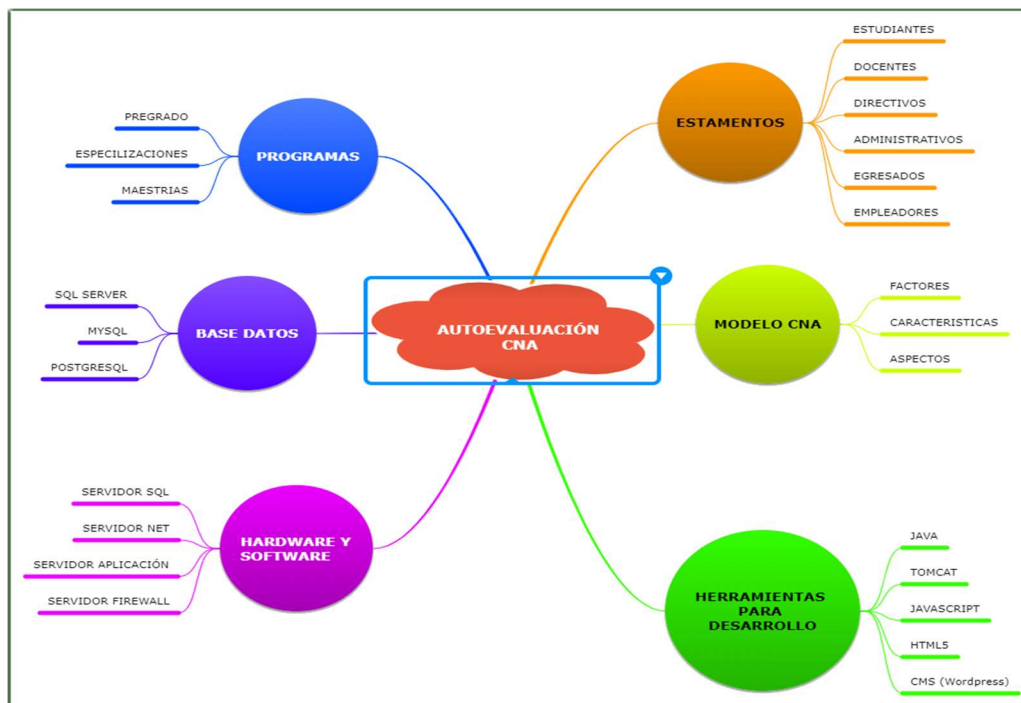 ESTUDIANTES
DOCENTES
DIRECTIVOS
ADMINISTRATIVOS
EGRESADOS
EMPLEADORES
ESTAMENTOS
PREGRADO
ESPECILIZACIONES
MAESTRIAS
PROGRAMAS
SQL SERVER
MYSQL
POSTGRESQL
BASE DATOS
AUTOEVALUACIÓN
CNA
MODELO CNA
FACTORES
CARACTERISTICAS
ASPECTOS
SERVIDOR SQL
SERVIDOR NET
SERVIDOR APLICACIÓN
SERVIDOR FIREWALL
HARDWARE Y
SOFTWARE
HERRAMIENTAS
PARA
DESARROLLO
JAVA
TOMCAT
JAVASCRIPT
HTML5
CMS (Wordpress)